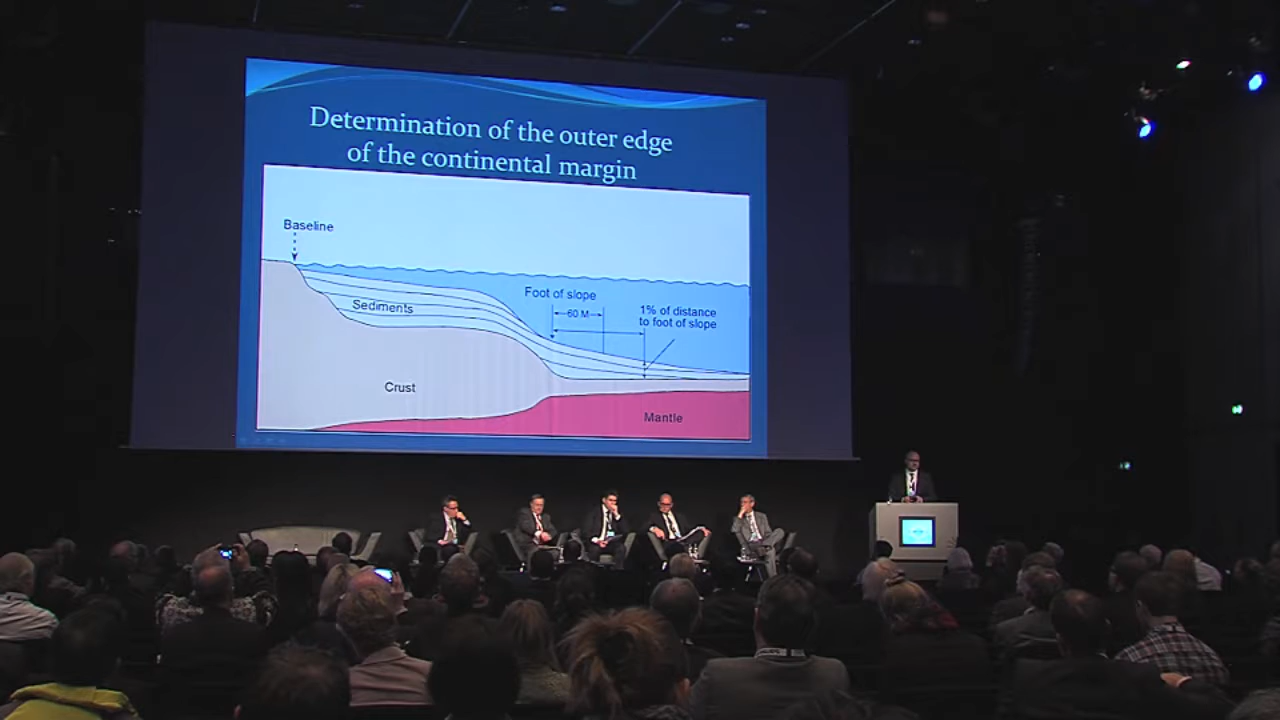 Determination of the outer edge
of the continental margin
Baseline
Foot of slope
Sediments
60 M
1% of distance
to foot of slope
Crust
Mantle